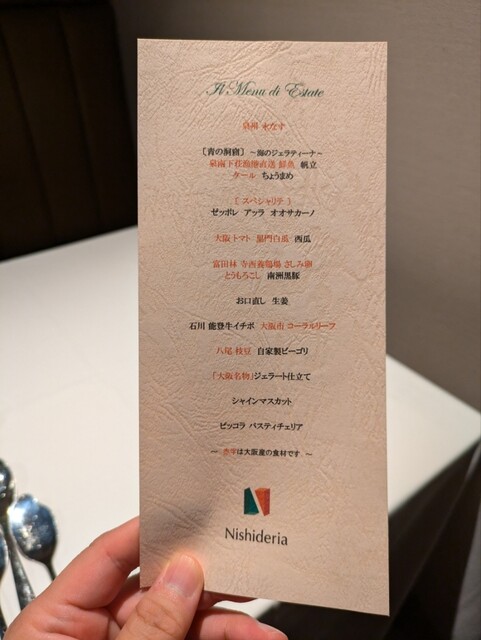 Il Menu di Estate
泉州 水なす
〔青の洞窟〕 ～海のジェラティーナ～
泉南下荘漁港直送 鮮魚 帆立
ケール ちょうまめ
〔 スペシャリテ 〕
ゼッポレ アッラ オオサカーノ
大阪トマト 黒門白瓜 西瓜
富田林 寺西養鶏場 さしみ卵
とうもろこし 南洲黒豚
お口直し 生姜
石川 能登牛イチボ 大阪市 コーラルリーフ
八尾 枝豆 自家製ビーゴリ
「大阪名物」ジェラート仕立て
シャインマスカット
ピッコラ パスティチェリア
～ 赤字は大阪産の食材です ～
Nishideria